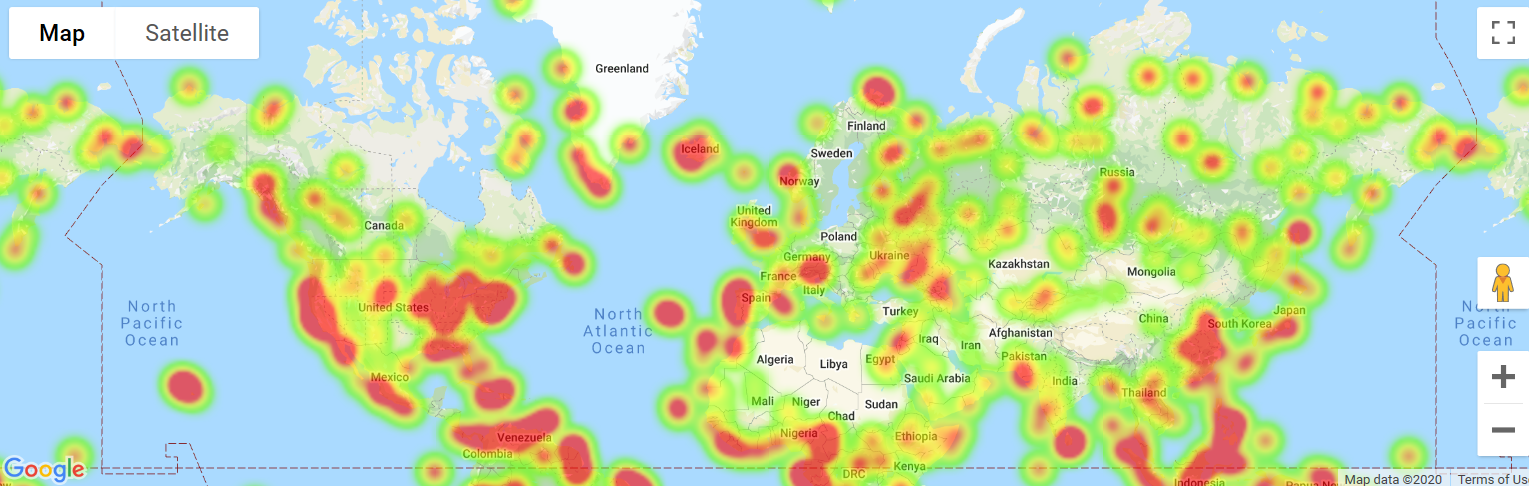 Map
Satellite
Greenland
Iceland
Finland
Sweden
Norway
Russia
United
Kingdom
Canada
Poland
Germany
Ukraine
Kazakhstan
Mongolia
France
Italy
Spain
United States
North
Pacific
Ocean
North
Atlantic
Ocean
Turkey
Japan
South Korea
China
Afghanistan
Iraq
Iran
Pakistan
Algeria
Libya
Egypt
Saudi Arabia
India
Thailand
Mexico
Mali
Niger
Sudan
Chad
Nigeria
Ethiopia
Venezuela
Colombia
Kenya
DRC
Indonesia
Papua Ne
N
Pacific
Ocean
Google
Map data ©2020
Terms of Us